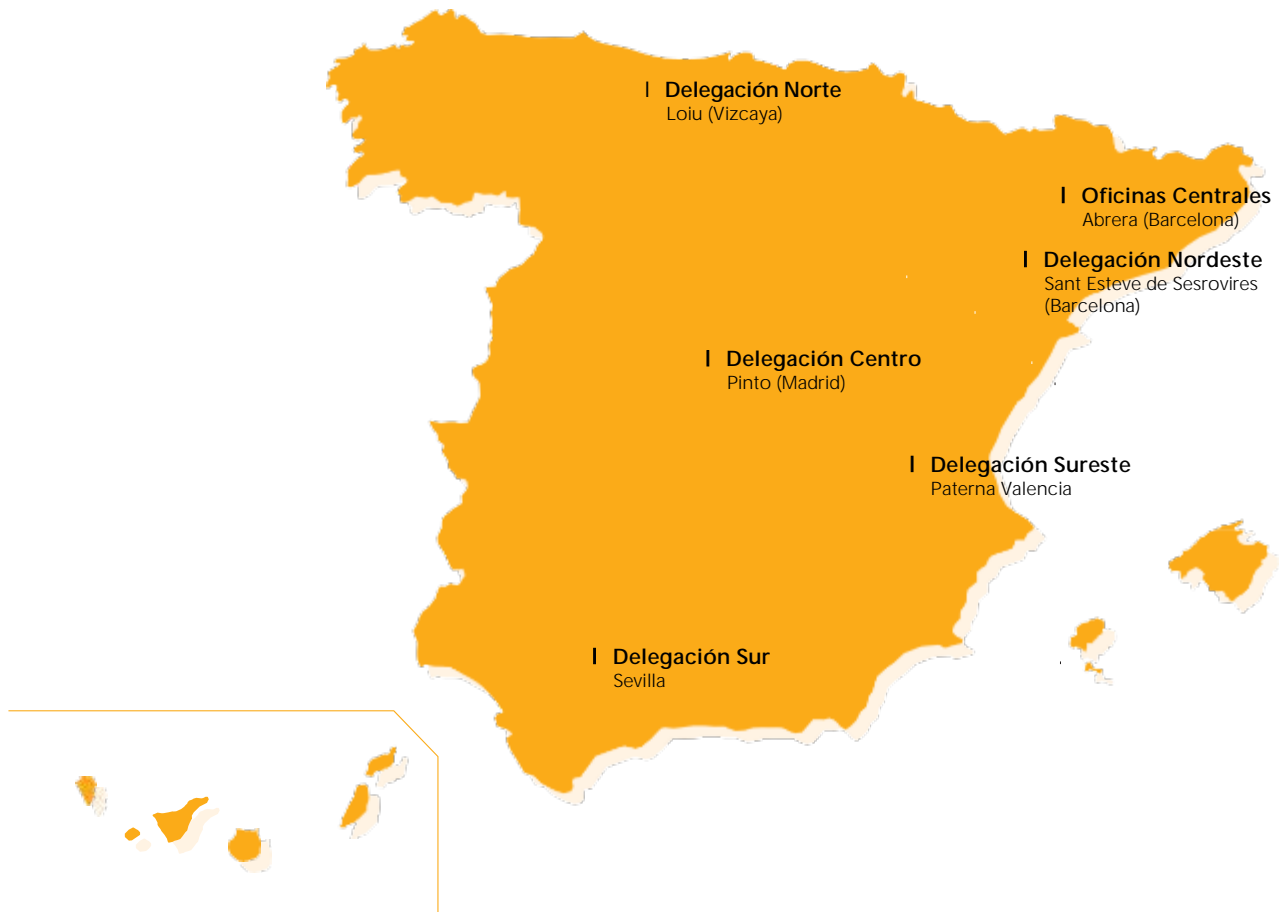 Delegación Norte
Loiu (Vizcaya)
Oficinas Centrales
Abrera (Barcelona)
Delegación Nordeste
Sant Esteve de Sesrovires
(Barcelona)
Delegación Centro
Pinto (Madrid)
Delegación Sureste
Paterna Valencia
Delegación Sur
Sevilla